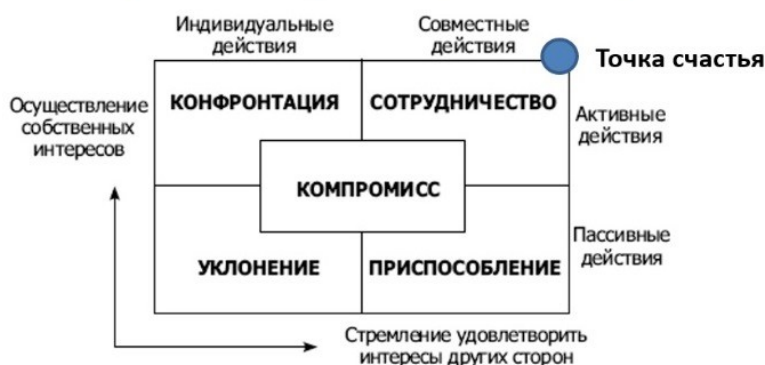 Индивидуальные
действия
Совместные
действия
Точка счастья
Осуществление
собственных
интересов
КОНФРОНТАЦИЯ
СОТРУДНИЧЕСТВО
Активные
действия
КОМПРОМИСС
УКЛОНЕНИЕ
ПРИСПОСОБЛЕНИЕ
Пассивные
действия
Стремление удовлетворить
интересы других сторон